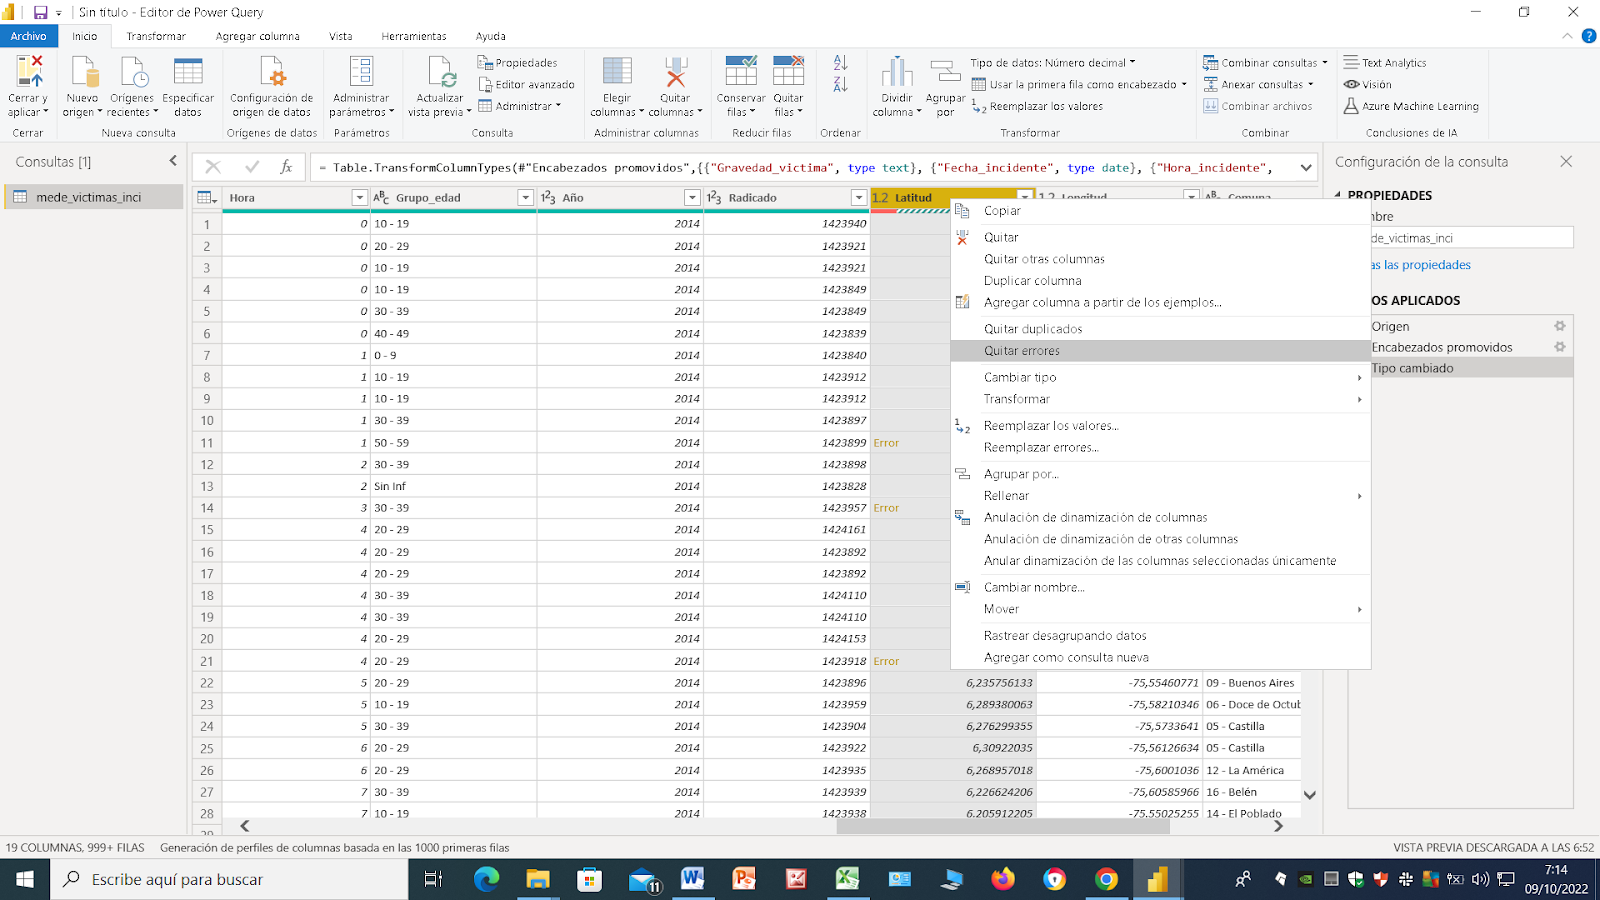 Sin título - Editor de Power Query
Archivo Inicio Transformar Agregar columna Vista Herramientas Ayuda
Cerrar y aplicar
Cerrar
Nuevo origen
Orígenes recientes
Especificar datos
Nueva consulta
Configuración de origen de datos
Orígenes de datos
Administrar parámetros
Parámetros
Actualizar vista previa
Propiedades
Editor avanzado
Administrar
Consulta
Elegir columnas
Quitar columnas
Administrar columnas
Conservar filas
Quitar filas
Reducir filas
Ordenar
Dividir columna
Agrupar por
Tipo de datos: Número decimal
Usar la primera fila como encabezado
Reemplazar los valores
Transformar
Combinar consultas
Anexar consultas
Combinar archivos
Combinar
Text Analytics
Visión
Azure Machine Learning
Conclusiones de IA
Consultas [1]
mede_victimas_inci
fx = Table.TransformColumnTypes(#"Encabezados promovidos",{{"Gravedad_victima", type text}, {"Fecha_incidente", type date}, {"Hora_incidente",
Hora ABC Grupo_edad 123 Año 123 Radicado 1.2 Latitud 1.2 Longitud ABC Comuna
1 0 10 - 19 2014 1423940
2 0 20 - 29 2014 1423921
3 0 10 - 19 2014 1423921
4 0 10 - 19 2014 1423849
5 0 30 - 39 2014 1423849
6 0 40 - 49 2014 1423839
7 1 0 - 9 2014 1423840
8 1 10 - 19 2014 1423912
9 1 10 - 19 2014 1423912
10 1 30 - 39 2014 1423897
11 1 50 - 59 2014 1423899 Error
12 2 30 - 39 2014 1423898
13 2 Sin Inf 2014 1423828
14 3 30 - 39 2014 1423957 Error
15 4 20 - 29 2014 1424161
16 4 20 - 29 2014 1423892
17 4 20 - 29 2014 1423892
18 4 30 - 39 2014 1424110
19 4 30 - 39 2014 1424110
20 4 20 - 29 2014 1424153
21 4 20 - 29 2014 1423918 Error
22 5 20 - 29 2014 1423896 6,235756133 -75,55460771 09 - Buenos Aires
23 5 10 - 19 2014 1423959 6,289380063 -75,58210346 06 - Doce de Octub
24 5 30 - 39 2014 1423904 6,276299355 -75,5733641 05 - Castilla
25 6 20 - 29 2014 1423922 6,30922035 -75,56126634 05 - Castilla
26 6 20 - 29 2014 1423935 6,268957018 -75,6001036 12 - La América
27 7 30 - 39 2014 1423939 6,226624206 -75,60585966 16 - Belén
28 7 10 - 19 2014 1423938 6,205912205 -75,55025255 14 - El Poblado
29
Copiar
Quitar
Quitar otras columnas
Duplicar columna
Agregar columna a partir de los ejemplos...
Quitar duplicados
Quitar errores
Cambiar tipo
Transformar
Reemplazar los valores...
Reemplazar errores...
Agrupar por...
Rellenar
Anulación de dinamización de columnas
Anulación de dinamización de otras columnas
Anular dinamización de las columnas seleccionadas únicamente
Cambiar nombre...
Mover
Rastrear desagrupando datos
Agregar como consulta nueva
Configuración de la consulta
PROPIEDADES
bre
de_victimas_inci
as las propiedades
OS APLICADOS
Origen
Encabezados promovidos
Tipo cambiado
19 COLUMNAS, 999+ FILAS Generación de perfiles de columnas basada en las 1000 primeras filas VISTA PREVIA DESCARGADA A LAS 6:52
Escribe aquí para buscar
11
7:14
09/10/2022